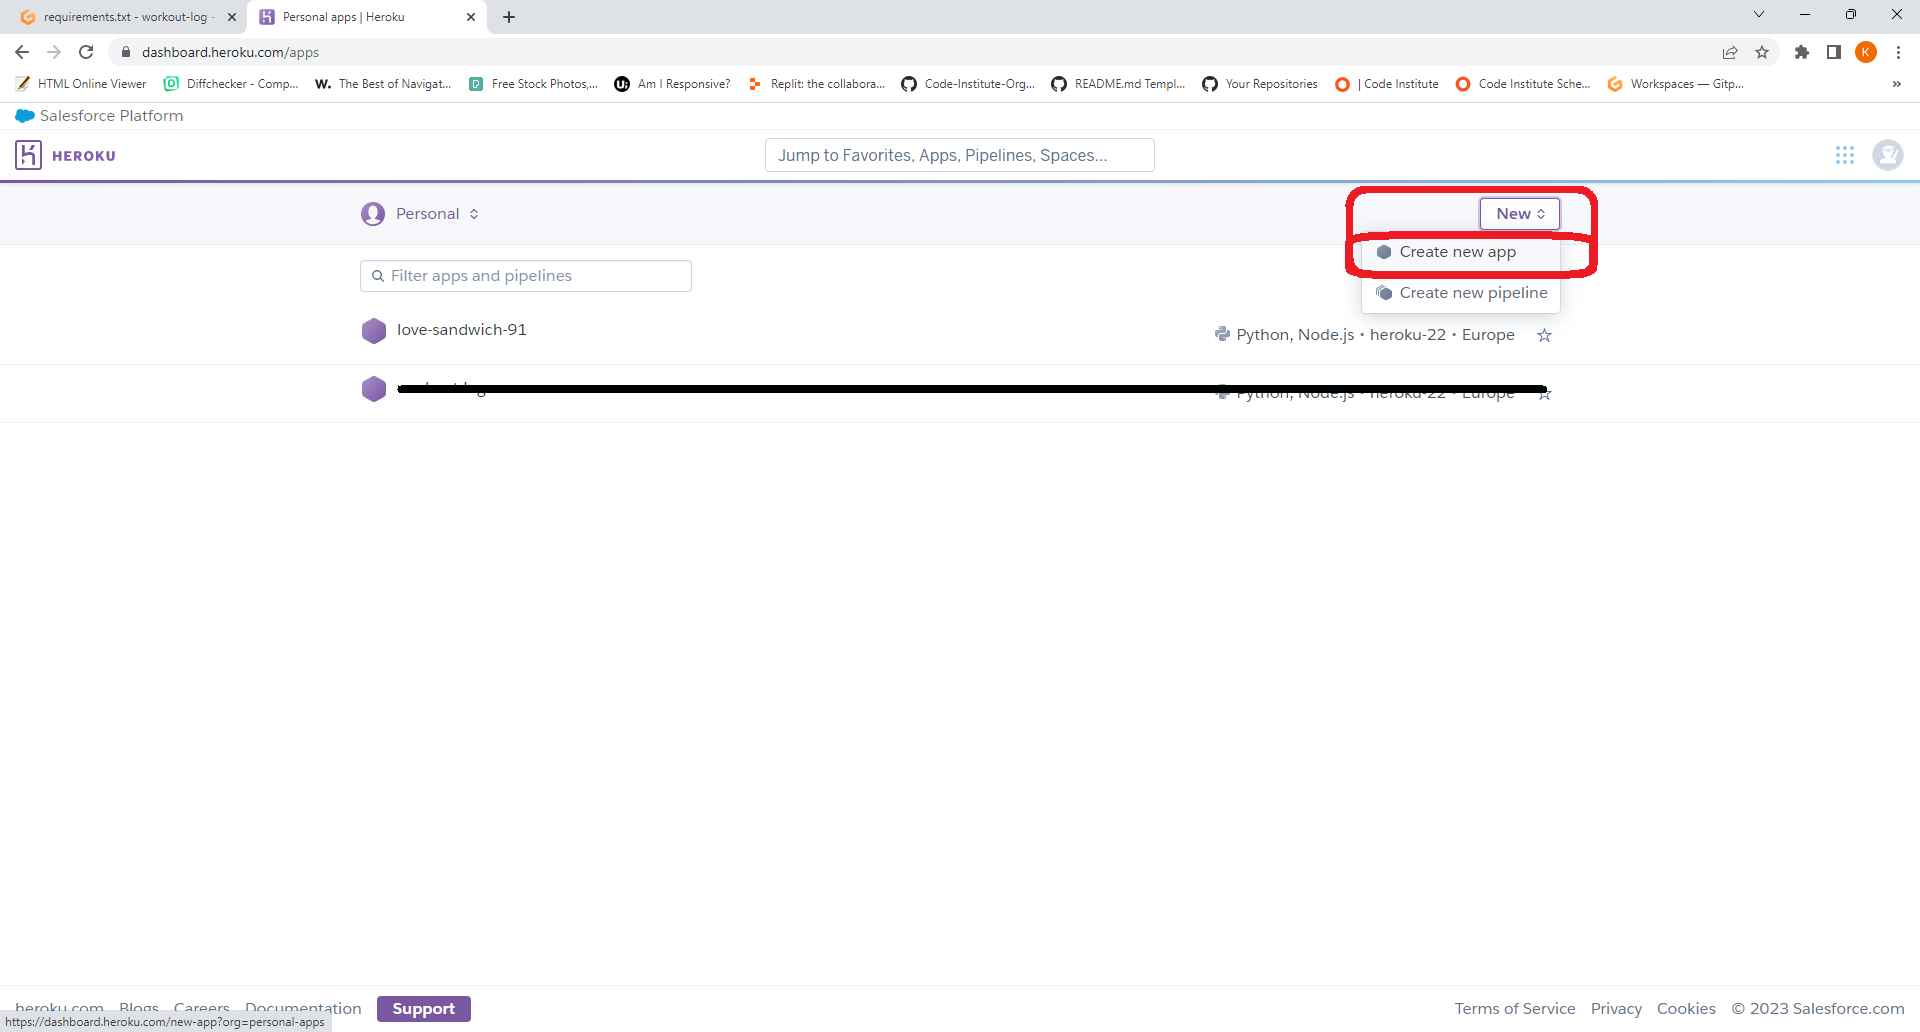 requirements.txt - workout-log -
Personal apps | Heroku
dashboard.heroku.com/apps
K
HTML Online Viewer
Diffchecker - Comp...
W. The Best of Navigat...
D Free Stock Photos,...
Am I Responsive?
Replit: the collabora...
Code-Institute-Org...
README.md Templ...
Your Repositories
| Code Institute
Code Institute Sche...
Workspaces — Gitp...
»
Salesforce Platform
HEROKU
Jump to Favorites, Apps, Pipelines, Spaces...
Personal
New
Create new app
Filter apps and pipelines
Create new pipeline
love-sandwich-91
Python, Node.js • heroku-22 • Europe
Python, Node.js • heroku-22 • Europe
heroku.com Blogs Careers Documentation Support
Terms of Service Privacy Cookies © 2023 Salesforce.com
https://dashboard.heroku.com/new-app?org=personal-apps